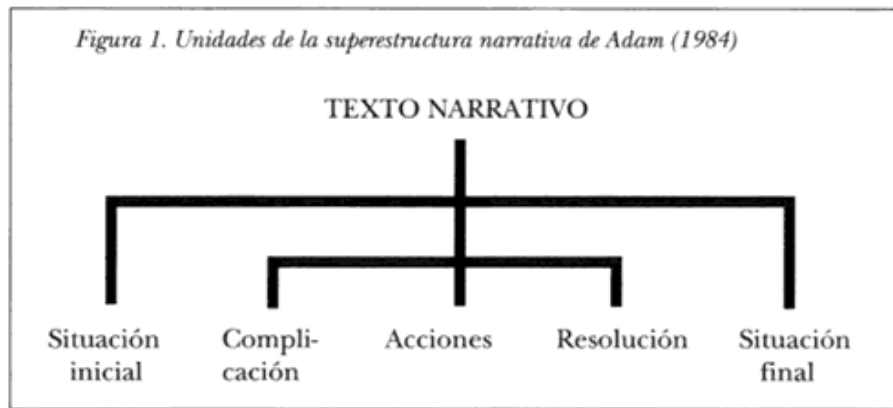 Figura 1. Unidades de la superestructura narrativa de Adam (1984)
TEXTO NARRATIVO
Situación
inicial
Compli-
cación
Acciones
Resolución
Situación
final